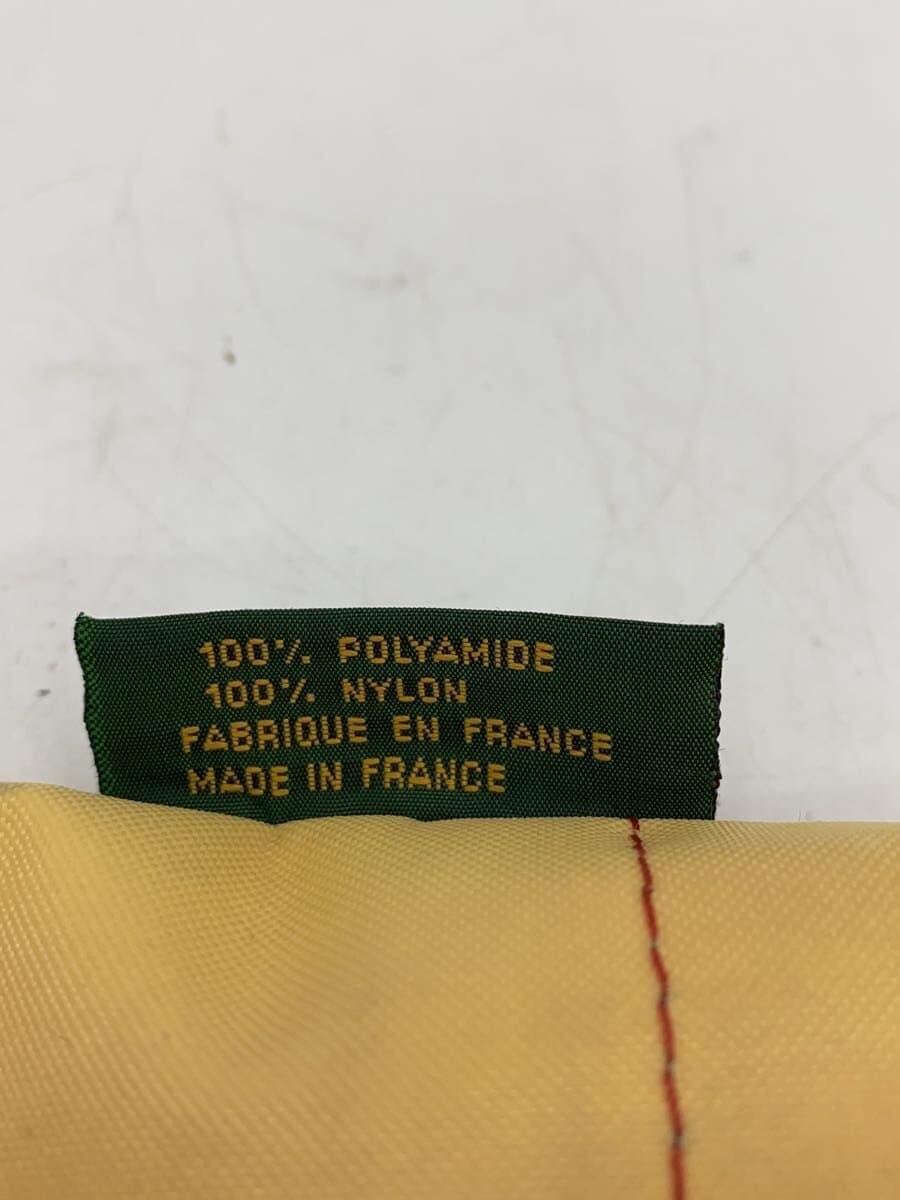 100% POLYAMIDE
100% NYLON
FABRIQUE EN FRANCE
MADE IN FRANCE